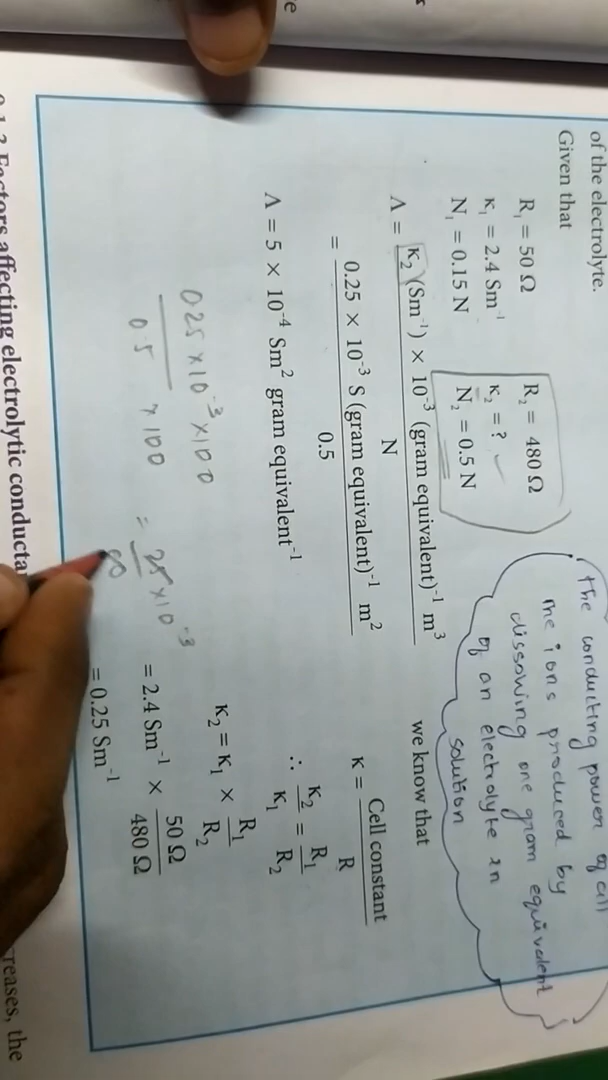 of the electrolyte.
Given that
R₁ = 50 Ω
R₂ = 480 Ω
κ₁ = 2.4 Sm⁻¹
κ₂ = ?
N₁ = 0.15 N
N₂ = 0.5 N
Λ = κ₂ (Sm⁻¹) × 10⁻³ (gram equivalent)⁻¹ m³
N
= 0.25 × 10⁻³ S (gram equivalent)⁻¹ m²
0.5
Λ = 5 × 10⁻⁴ Sm² gram equivalent⁻¹
we know that
κ = Cell constant
R
∴ κ₂/κ₁ = R₁/R₂
κ₂ = κ₁ × R₁/R₂
= 2.4 Sm⁻¹ × 50 Ω/480 Ω
= 0.25 Sm⁻¹
the conducting power of all
the ions produced by
dissolving one gram equivalent
of an electrolyte in
solution
0.25 × 10⁻³ × 100
0.5 × 100
= 25 × 10⁻³
Factors affecting electrolytic
reases, the